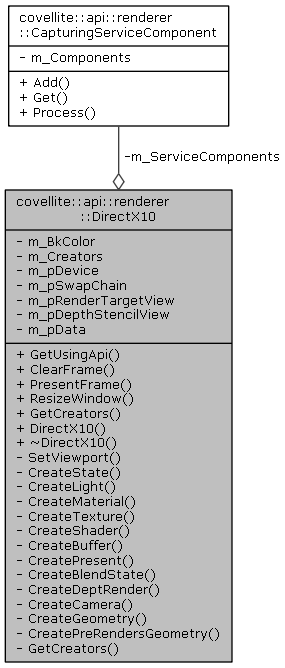 covellite::api::renderer
::CapturingServiceComponent
- m_Components
+ Add()
+ Get()
+ Process()
-m_ServiceComponents
covellite::api::renderer
::DirectX10
- m_BkColor
- m_Creators
- m_pDevice
- m_pSwapChain
- m_pRenderTargetView
- m_pDepthStencilView
- m_pData
+ GetUsingApi()
+ ClearFrame()
+ PresentFrame()
+ ResizeWindow()
+ GetCreators()
+ DirectX10()
+ ~DirectX10()
- SetViewport()
- CreateState()
- CreateLight()
- CreateMaterial()
- CreateTexture()
- CreateShader()
- CreateBuffer()
- CreatePresent()
- CreateBlendState()
- CreateDeptRender()
- CreateCamera()
- CreateGeometry()
- CreatePreRendersGeometry()
- GetCreators()